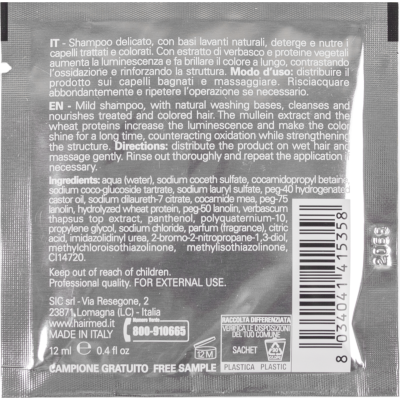 IT - Shampoo delicato, con basi lavanti naturali, deterge e nutre i
capelli trattati e colorati. Con estratto di verbasco e proteine vegetali
aumenta la luminescenza e fa brillare il colore a lungo, contrastando
l'ossidazione e rinforzando la struttura. Modo d'uso: distribuire il
prodotto sui capelli bagnati e massaggiare. Risciacquare
abbondantemente e ripetere l'operazione se necessario.
EN - Mild shampoo, with natural washing bases, cleanses and
nourishes treated and colored hair. The mullein extract and the
wheat proteins increase the luminescence and make the color
shine for a long time, counteracting oxidation while strengthening
the structure. Directions: distribute the product on wet hair and
massage gently. Rinse out thoroughly and repeat the application
necessary.
Ingredients: aqua (water), sodium coceth sulfate, cocamidopropyl betaine,
sodium coco-glucoside tartrate, sodium lauryl sulfate, peg-40 hydrogenated
castor oil, sodium dilaureth-7 citrate, cocamide mea, peg-75
lanolin, hydrolyzed wheat protein, peg-50 lanolin, verbascum
thapsus top extract, panthenol, polyquaternium-10,
propylene glycol, sodium chloride, parfum (fragrance), citric
acid, imidazolidinyl urea, 2-bromo-2-nitropropane-1,3-diol,
methylchloroisothiazolinone, methylisothiazolinone,
CI14720.
Keep out of reach of children.
Professional quality. FOR EXTERNAL USE.
SIC srl - Via Resegone, 2
23871 Lomagna (LC) - Italia
www.hairmed.it
MADE IN ITALY
Numero Verde
800-910665
12 ml e 0.4 fl oz
12M
RACCOLTA DIFFERENZIATA
VERIFICA LE DISPOSIZIONI
DEL TUO COMUNE
SACHET
PLASTICA PLASTIC
CAMPIONE GRATUITO FREE SAMPLE
8034041415358